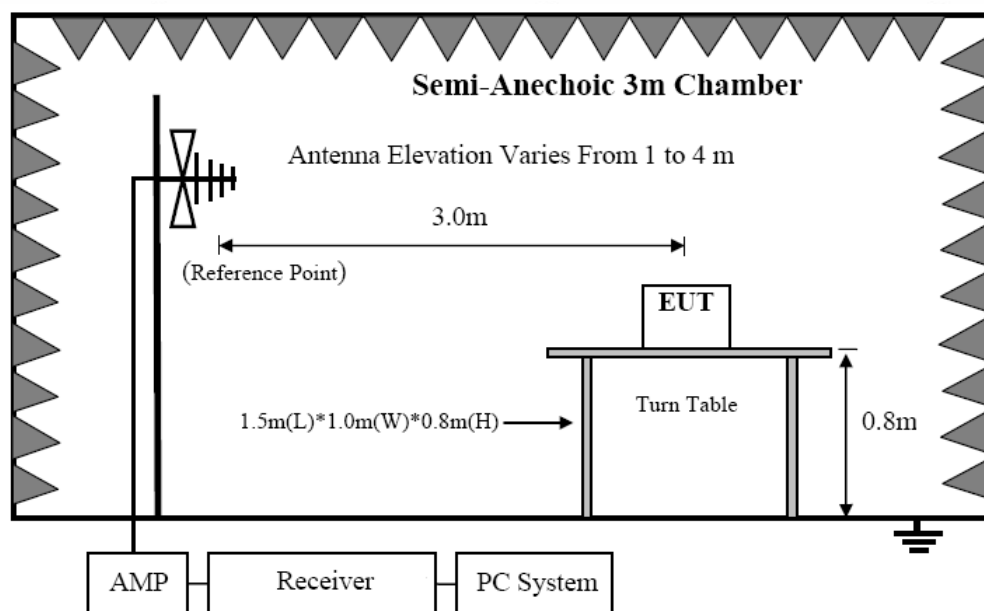 Semi-Anechoic 3m Chamber
Antenna Elevation Varies From 1 to 4 m
3.0m
(Reference Point)
EUT
1.5m(L)*1.0m(W)*0.8m(H)
Turn Table
0.8m
AMP
Receiver
PC System